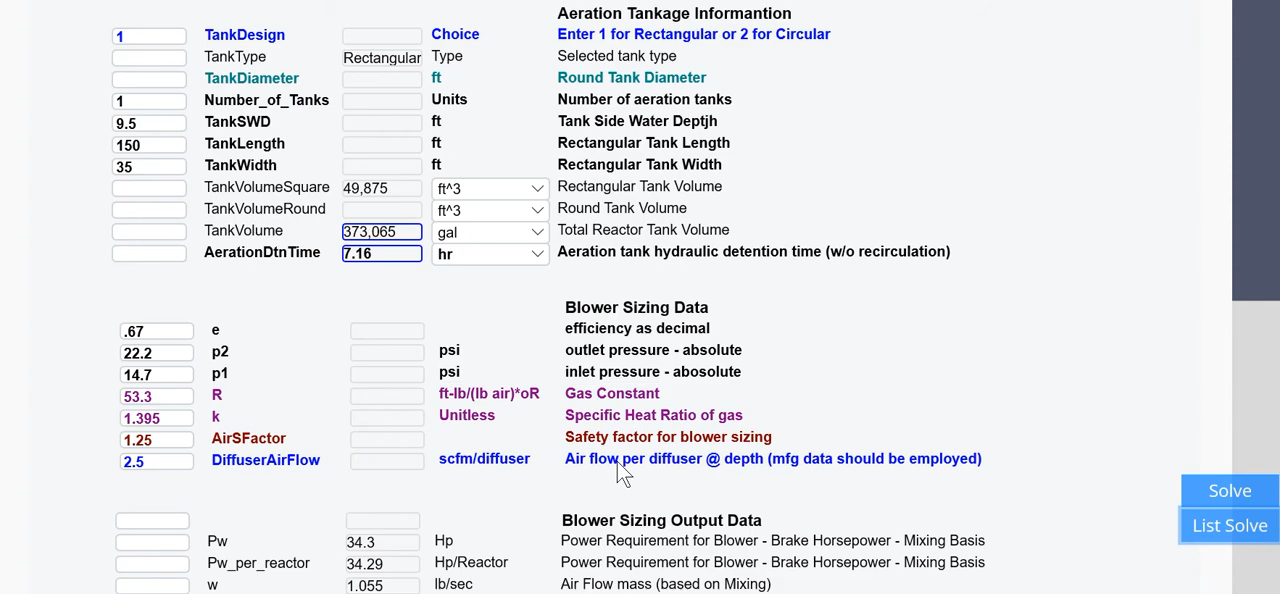 Aeration Tankage Informantion
1 TankDesign Choice Enter 1 for Rectangular or 2 for Circular
TankType Rectangular Type Selected tank type
TankDiameter ft Round Tank Diameter
1 Number_of_Tanks Units Number of aeration tanks
9.5 TankSWD ft Tank Side Water Deptjh
150 TankLength ft Rectangular Tank Length
35 TankWidth ft Rectangular Tank Width
TankVolumeSquare 49,875 ft^3 Rectangular Tank Volume
TankVolumeRound ft^3 Round Tank Volume
TankVolume 373,065 gal Total Reactor Tank Volume
AerationDtnTime 7.16 hr Aeration tank hydraulic detention time (w/o recirculation)
Blower Sizing Data
.67 e efficiency as decimal
22.2 p2 psi outlet pressure - absolute
14.7 p1 psi inlet pressure - abosolute
53.3 R ft-lb/(lb air)*oR Gas Constant
1.395 k Unitless Specific Heat Ratio of gas
1.25 AirSFactor Safety factor for blower sizing
2.5 DiffuserAirFlow scfm/diffuser Air flow per diffuser @ depth (mfg data should be employed)
Solve
List Solve
Blower Sizing Output Data
Pw 34.3 Hp Power Requirement for Blower - Brake Horsepower - Mixing Basis
Pw_per_reactor 34.29 Hp/Reactor Power Requirement for Blower - Brake Horsepower - Mixing Basis
w 1.055 lb/sec Air Flow mass (based on Mixing)